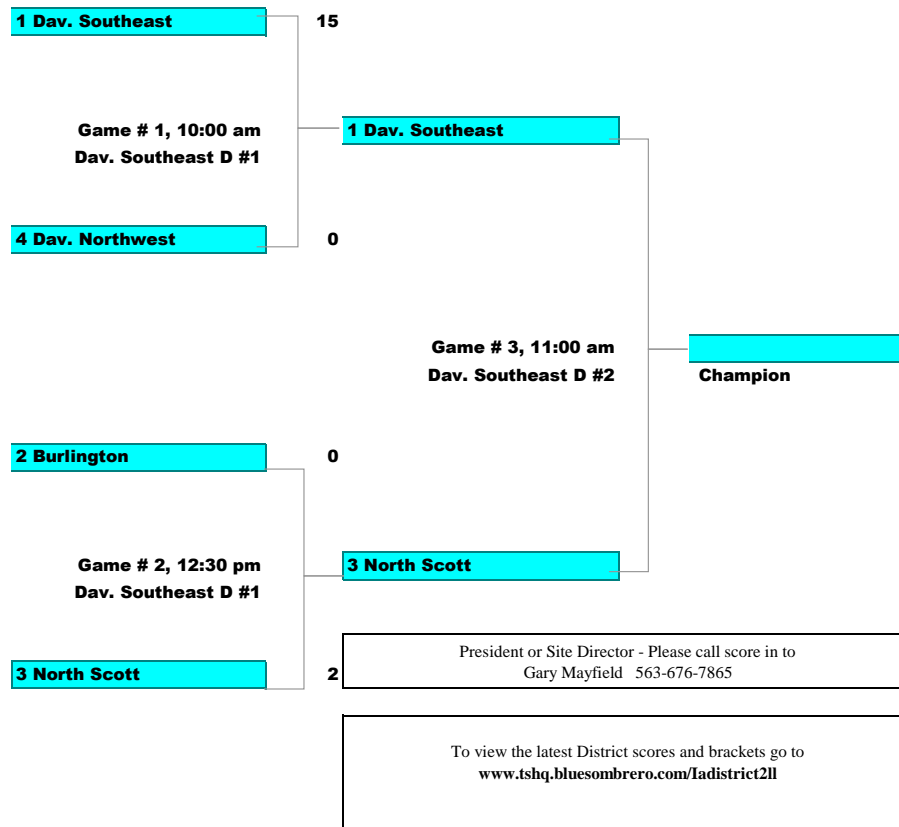 1 Dav. Southeast 15
Game # 1, 10:00 am
Dav. Southeast D #1
1 Dav. Southeast
4 Dav. Northwest 0
Game # 3, 11:00 am
Dav. Southeast D #2
Champion
2 Burlington 0
Game # 2, 12:30 pm
Dav. Southeast D #1
3 North Scott
3 North Scott 2
President or Site Director - Please call score in to
Gary Mayfield 563-676-7865
To view the latest District scores and brackets go to
www.tshq.bluesombrero.com/Iadistrict2ll